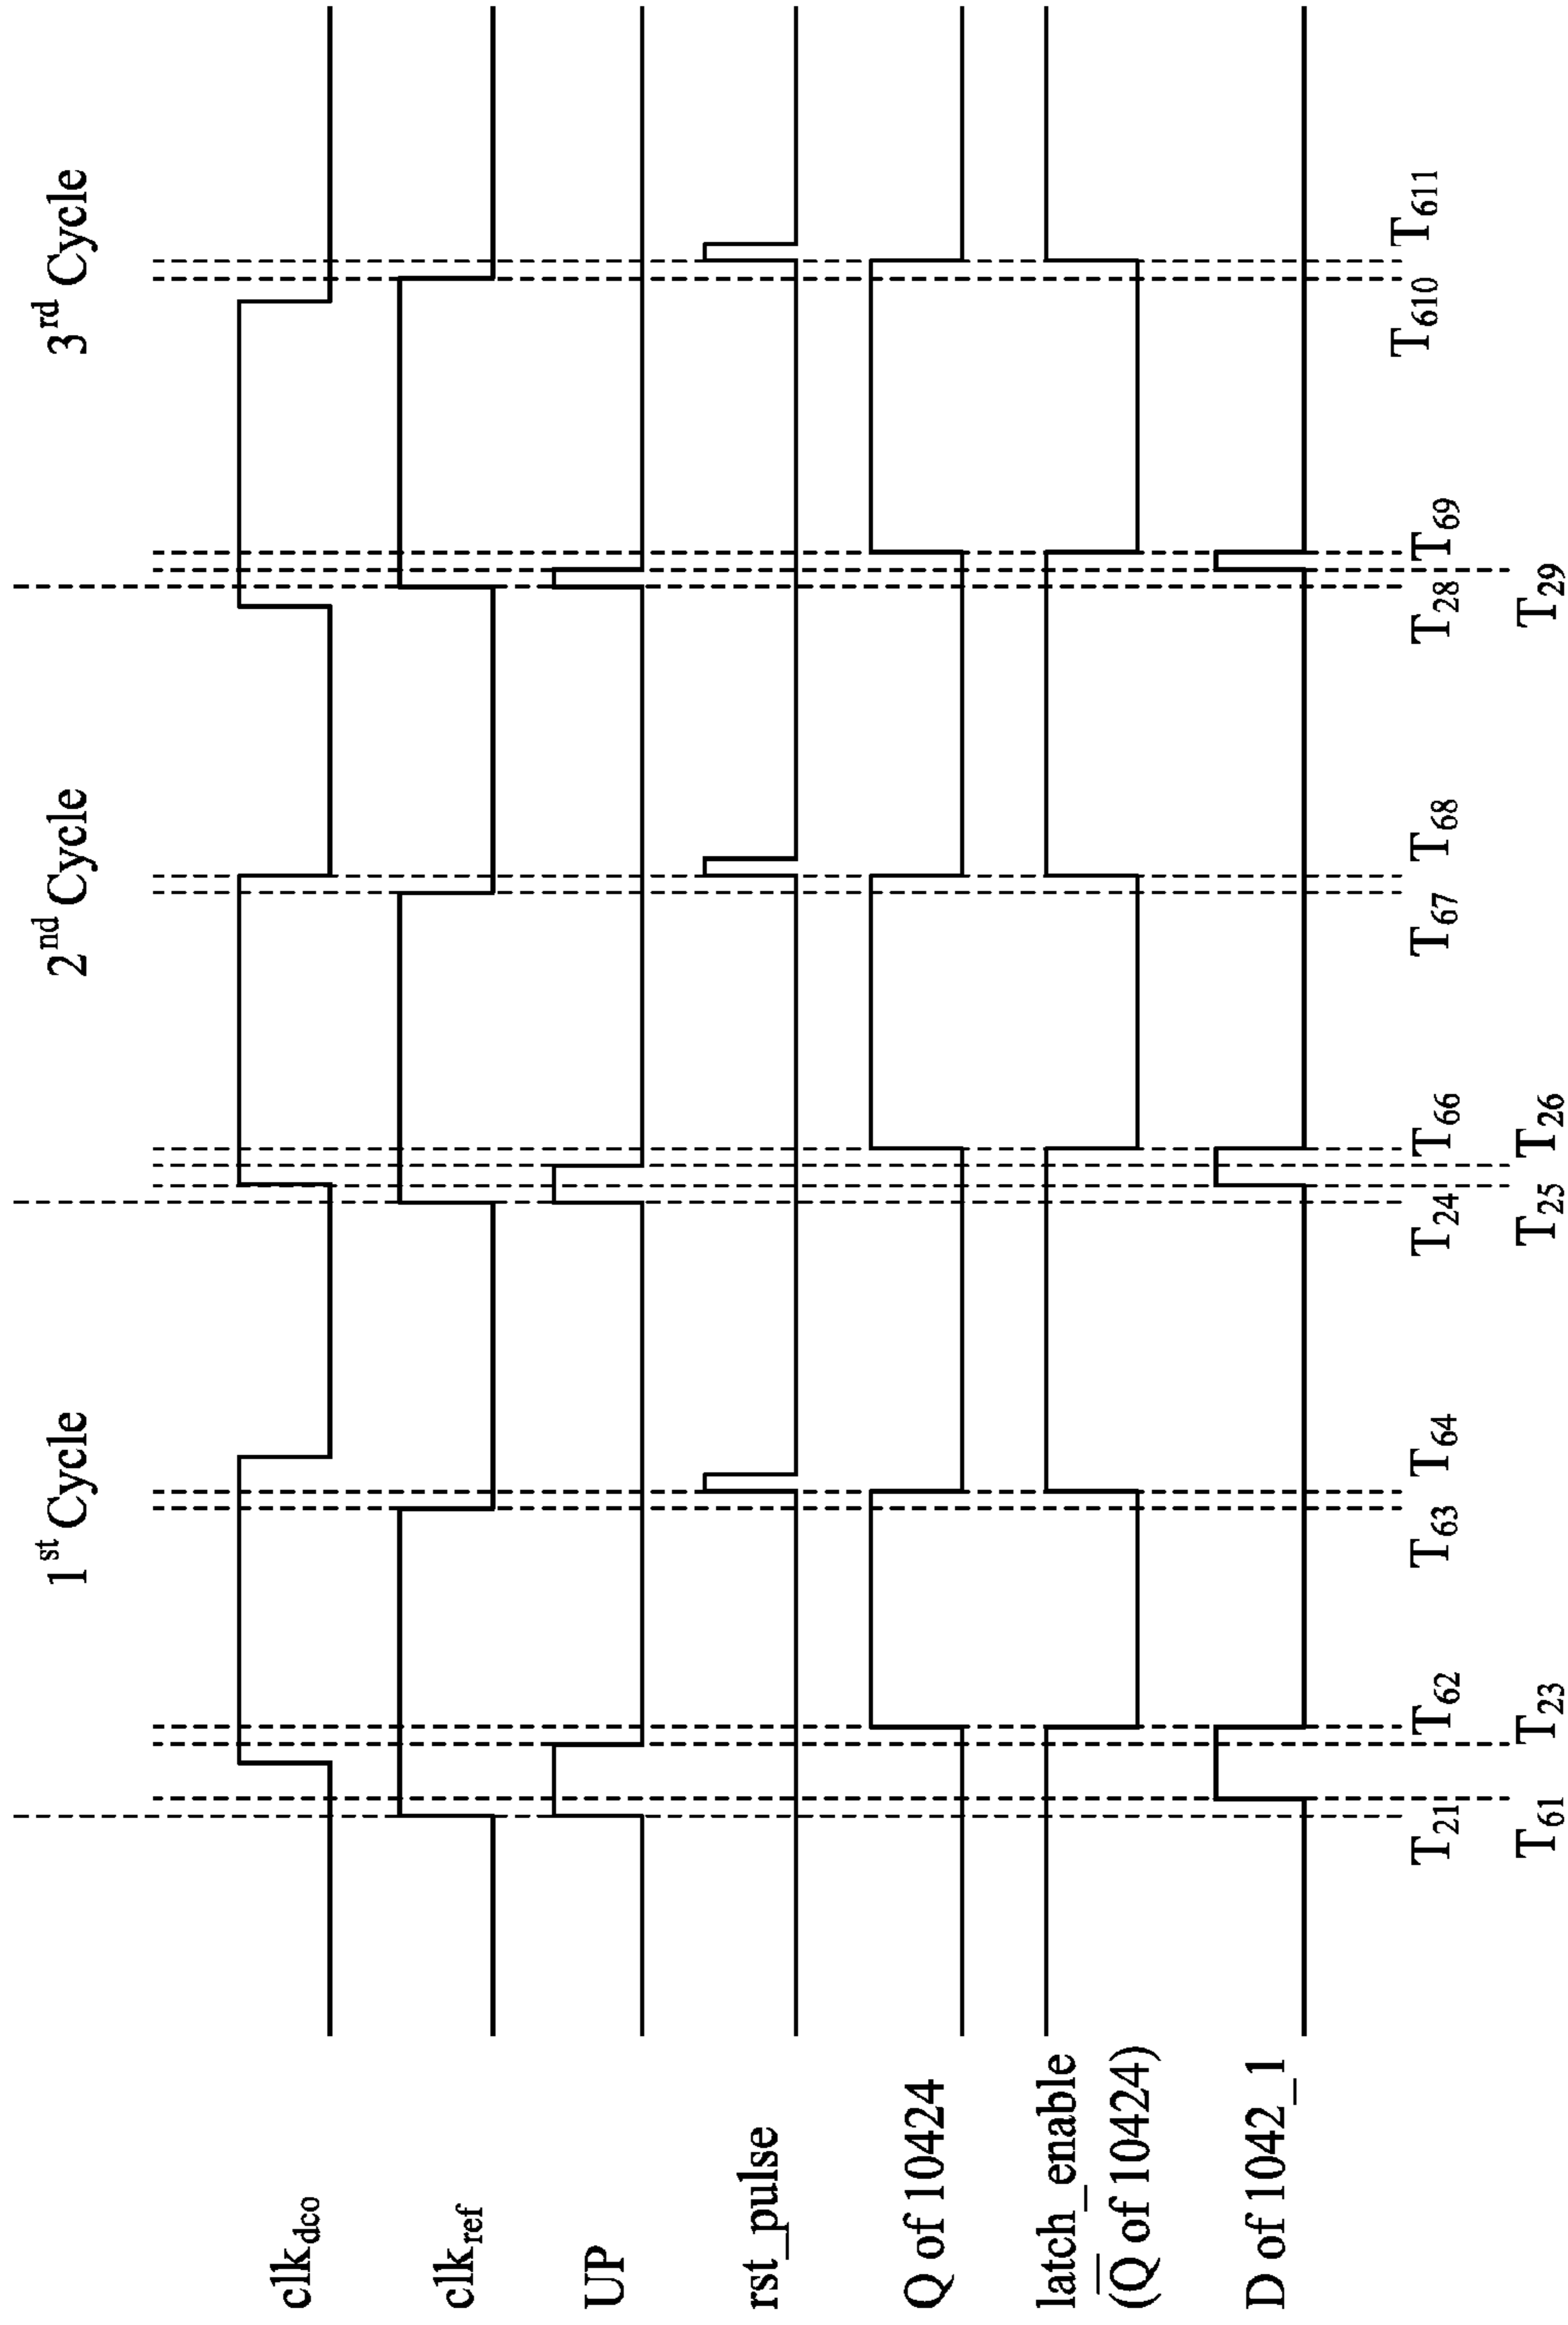 1st Cycle
2nd Cycle
3rd Cycle
clkdco
clkref
UP
rst_pulse
Q of 10424
latch_enable
(Q̅ of 10424)
D of 1042_1
T21 T62 T63 T64 T24 T66 T67 T68 T28 T69 T610 T611
T61 T23 T25 T26 T29